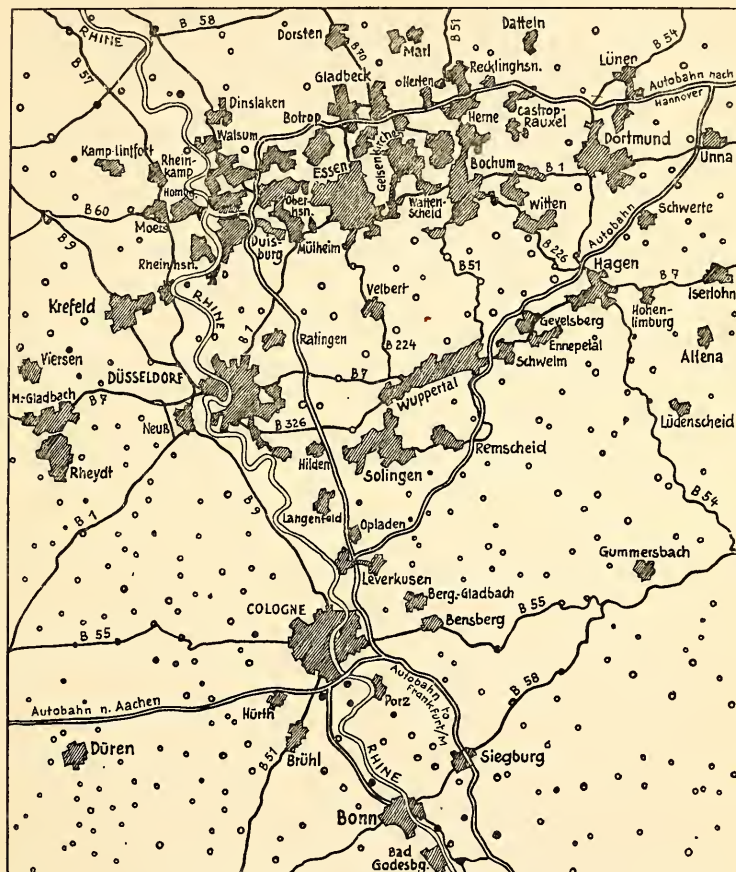 B 58
RHINE
B 57
Dorsten
B 70
Marl
B 51
Datteln
B 54
Gladbeck
Herten
Recklinghsn.
Lüner
Autobahn nach
Hannover
Dinslaken
Botrop
Castrop-
Rauxel
Walsum
Gelsenkirchen
Herne
Dortmund
Unna
Kamp-lintfort
Rhein-
kamp
Essen
Bochum
B 1
Homb.
Ober-
hsn.
Watten-
Scheid
Witten
Schwerte
B 60
Moers
Duis-
burg
Mülheim
B 226
Autobahn
B 9
Rheinhsn.
B 51
Hagen
B 7
Iserlohn
Krefeld
RHINE
Velbert
Hohen-
limburg
Gevelsberg
Ennepetal
Altena
B 1
Ratingen
B 224
Schwelm
Viersen
DÜSSELDORF
B7
Wuppertal
M.-Gladbach
B 7
Neuß
B 326
Lüdenscheid
Rheydt
Hilden
Solingen
Remscheid
B 9
Langenfeld
B 54
B 1
Opladen
Gummersbach
Leverkusen
Berg.-Gladbach
COLOGNE
Bensberg
B 55
B 55
Autobahn to
Frankfurt/M
B 58
Autobahn n. Aachen
Hürth
Porz
Düren
B 51
Brühl
RHINE
Siegburg
Bonn
Bad
Godesbg.